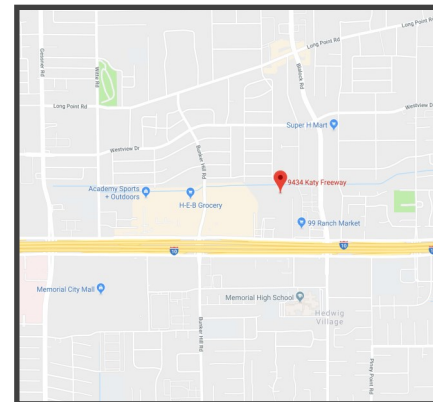 Long Point Rd
Gessner Rd
Witte Rd
Long Point Rd
Blalock Rd
Long Point Rd
Westview Dr
Westview Dr
Bunker Hill Rd
Super H Mart
9434 Katy Freeway
Academy Sports
+ Outdoors
H-E-B Grocery
99 Ranch Market
10
10
Memorial City Mall
Memorial High School
Hedwig
Village
Bunker Hill Rd
Piney Point Rd